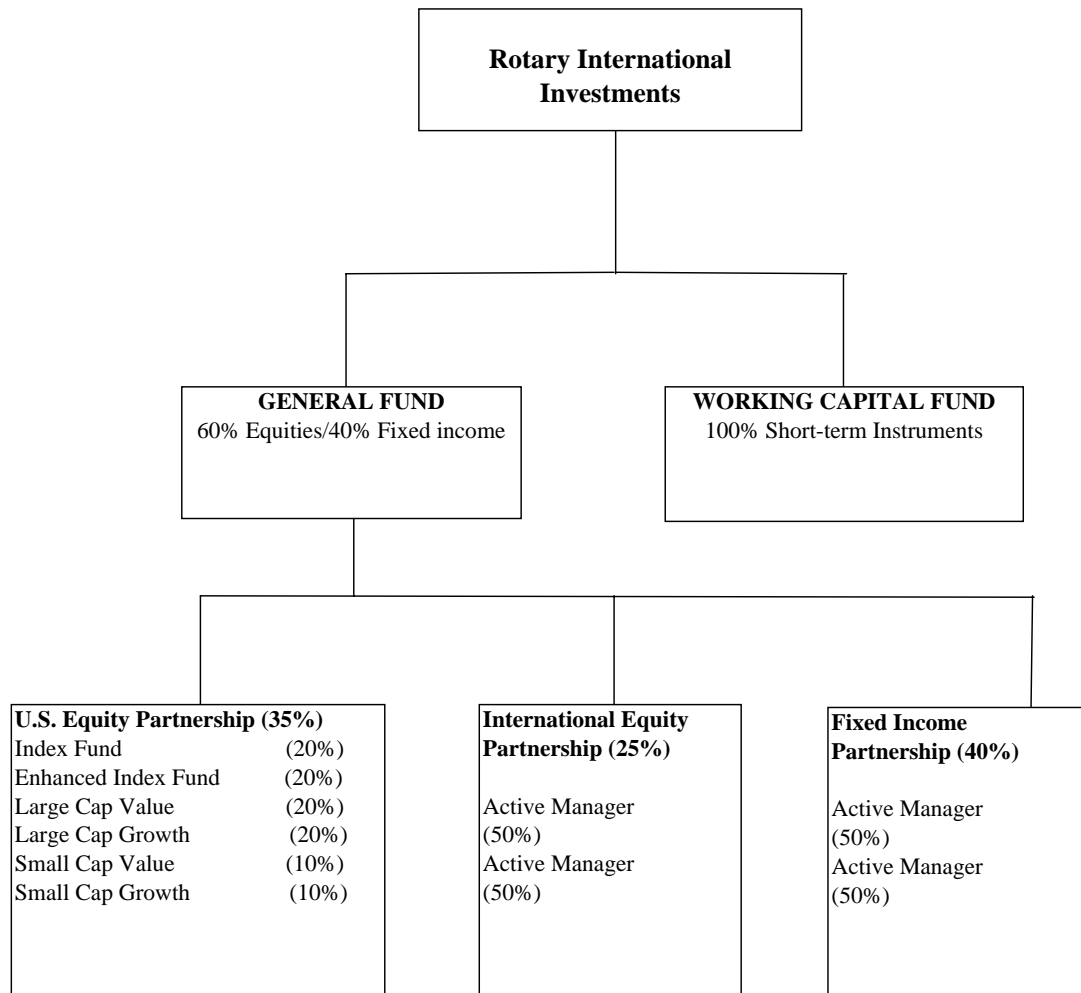 Rotary International
Investments
GENERAL FUND
60% Equities/40% Fixed income
WORKING CAPITAL FUND
100% Short-term Instruments
U.S. Equity Partnership (35%)
Index Fund (20%)
Enhanced Index Fund (20%)
Large Cap Value (20%)
Large Cap Growth (20%)
Small Cap Value (10%)
Small Cap Growth (10%)
International Equity
Partnership (25%)
Active Manager
(50%)
Active Manager
(50%)
Fixed Income
Partnership (40%)
Active Manager
(50%)
Active Manager
(50%)